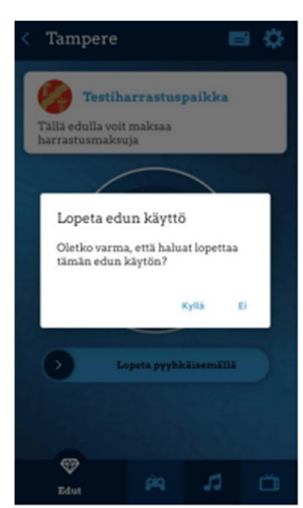 Tampere
Testiharrastuspaikka
Tällä edulla voit maksaa
harrastusmaksuja
Lopeta edun käyttö
Oletko varma, että haluat lopettaa
tämän edun käytön?
Kyllä Ei
Lopeta pyyhkäisemällä
Edut